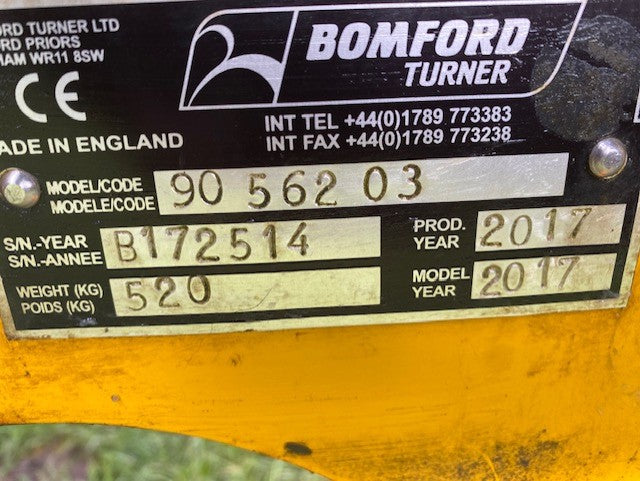 ORD TURNER LTD
ORD PRIORS
HAM WR11 8SW
CE
BOMFORD
TURNER
MADE IN ENGLAND
INT TEL +44(0)1789 773383
INT FAX +44(0)1789 773238
MODEL/CODE
MODELE/CODE
90 562 03
S/N.-YEAR
S/N.-ANNEE
B172514
PROD.
YEAR
2017
WEIGHT (KG)
POIDS (KG)
520
MODEL
YEAR
2017